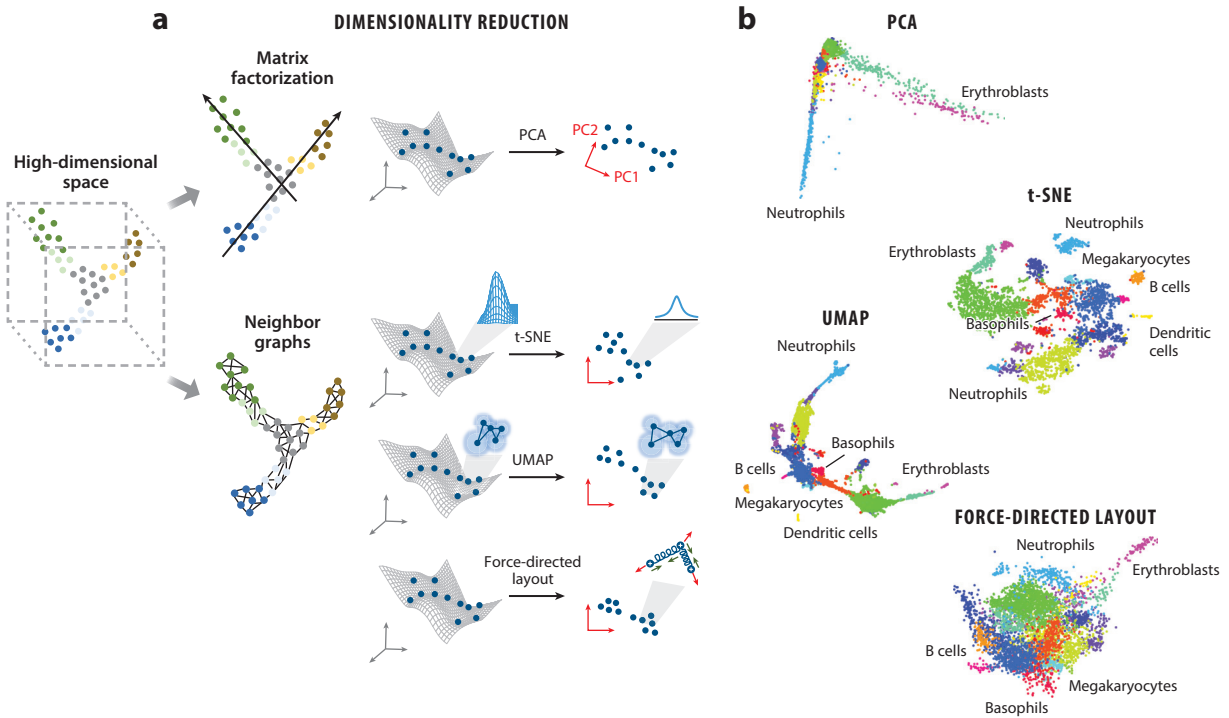 a
DIMENSIONALITY REDUCTION
High-dimensional
space
Matrix
factorization
PCA
PC2
PC1
Neighbor
graphs
t-SNE
UMAP
Force-directed
layout
b
PCA
Erythroblasts
Neutrophils
t-SNE
Neutrophils
Erythroblasts
Megakaryocytes
B cells
Basophils
Dendritic
cells
Neutrophils
UMAP
Neutrophils
Basophils
B cells
Erythroblasts
Megakaryocytes
Dendritic cells
FORCE-DIRECTED LAYOUT
Neutrophils
Erythroblasts
B cells
Megakaryocytes
Basophils